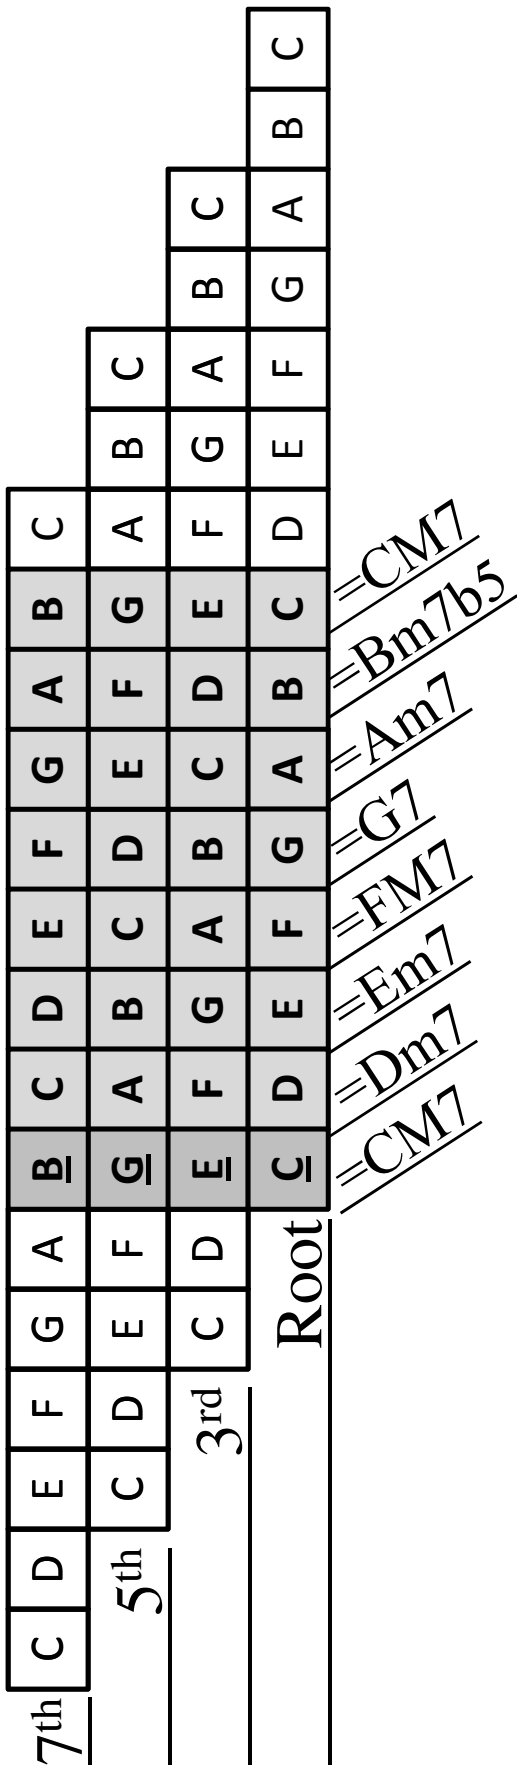 7th C D E F G A B C D E F G A B C
5th C D E F G A B C D E F G A B C
3rd C D E F G A B C D E F G A B C
Root C D E F G A B C D E F G A B C
=CM7
=Dm7
=Em7
=FM7
=G7
=Am7
=Bm7b5
=CM7